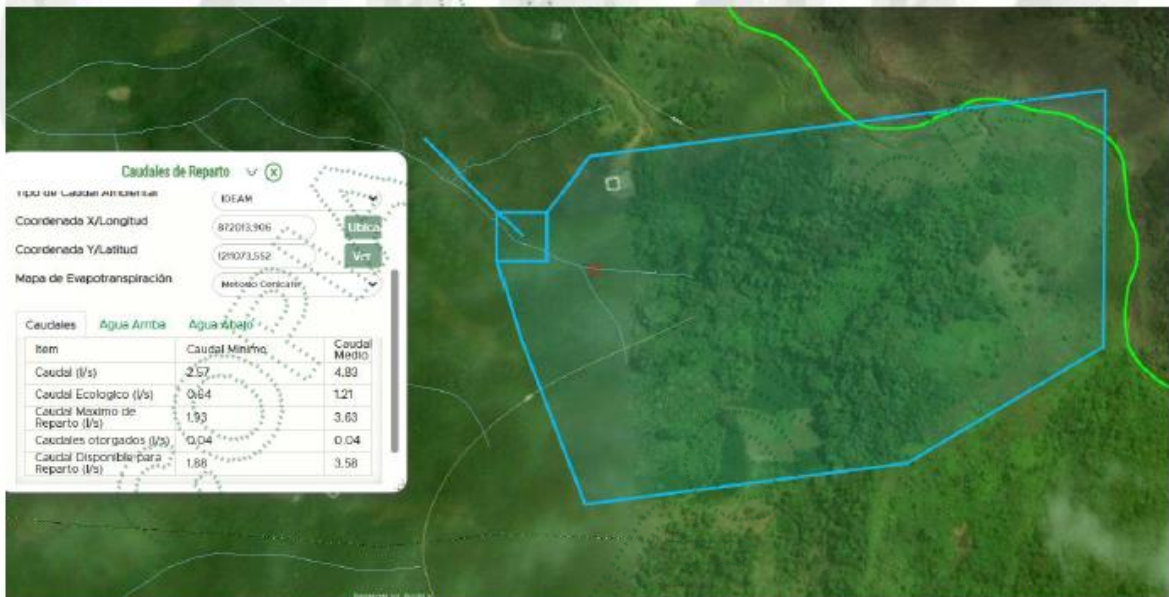 Caudales de Reparto
Tipo de Caudal Ambiental IDEAM
Coordenada X/Longitud 872013,906 Ubica
Coordenada Y/Latitud 1211073,552 Ver
Mapa de Evapotranspiración Metodo Cenicafe
Caudales Agua Arriba Agua Abajo
Item Caudal Minimo Caudal Medio
Caudal (l/s) 2.57 4.83
Caudal Ecologico (l/s) 0.64 1.21
Caudal Maximo de Reparto (l/s) 1.93 3.63
Caudales otorgados (l/s) 0.04 0.04
Caudal Disponible para Reparto (l/s) 1.88 3.58